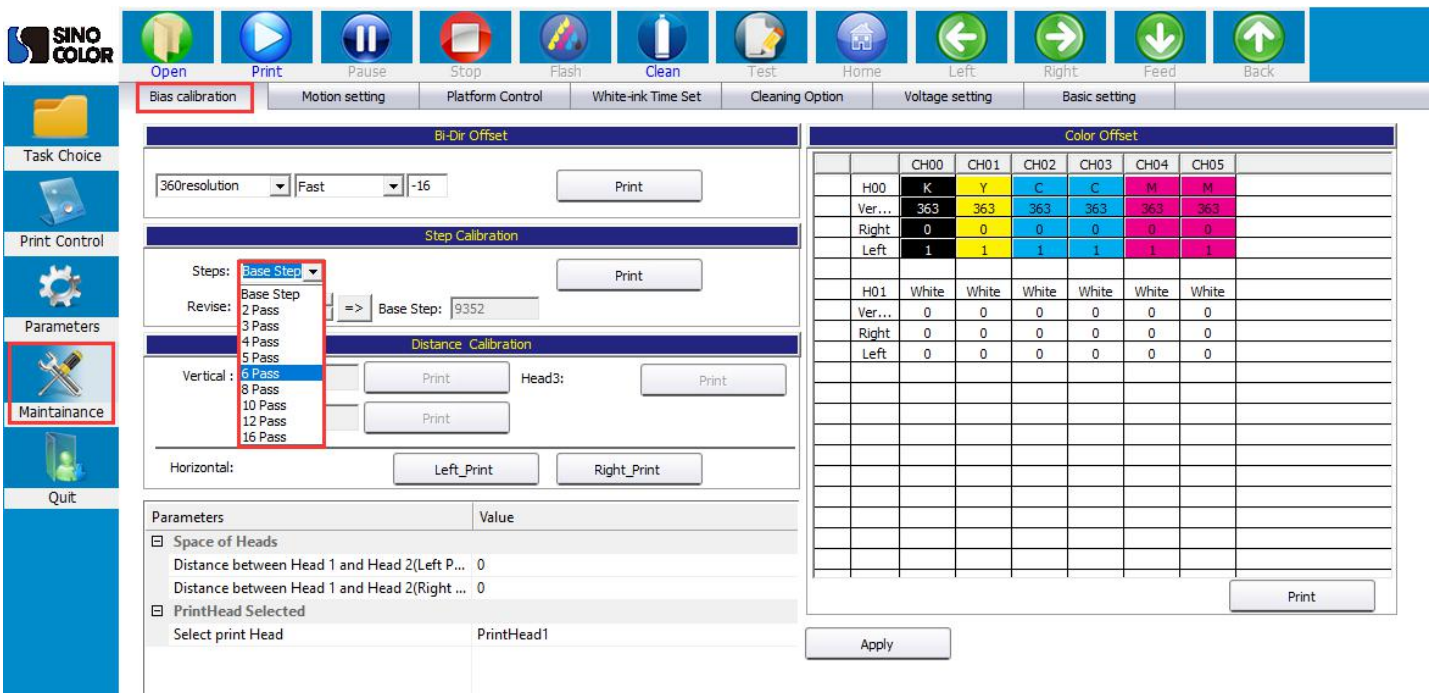 SINO
COLOR
Open Print Pause Stop Flash Clean Test Home Left Right Feed Back
Bias calibration Motion setting Platform Control White-ink Time Set Cleaning Option Voltage setting Basic setting
Task Choice
Print Control
Parameters
Maintainance
Quit
Bi-Dir Offset
360resolution Fast -16 Print
Step Calibration
Steps: Base Step Print
Base Step
2 Pass
3 Pass
4 Pass
5 Pass
6 Pass
8 Pass
10 Pass
12 Pass
16 Pass
Revise: => Base Step: 9352
Distance Calibration
Vertical : Print Head3: Print
Print
Horizontal: Left_Print Right_Print
Parameters Value
Space of Heads
Distance between Head 1 and Head 2(Left P... 0
Distance between Head 1 and Head 2(Right ... 0
PrintHead Selected
Select print Head PrintHead1
Color Offset
CH00 CH01 CH02 CH03 CH04 CH05
H00 K Y C C M M
Ver... 363 363 363 363 363 363
Right 0 0 0 0 0 0
Left 1 1 1 1 1 1
H01 White White White White White White
Ver... 0 0 0 0 0 0
Right 0 0 0 0 0 0
Left 0 0 0 0 0 0
Print
Apply